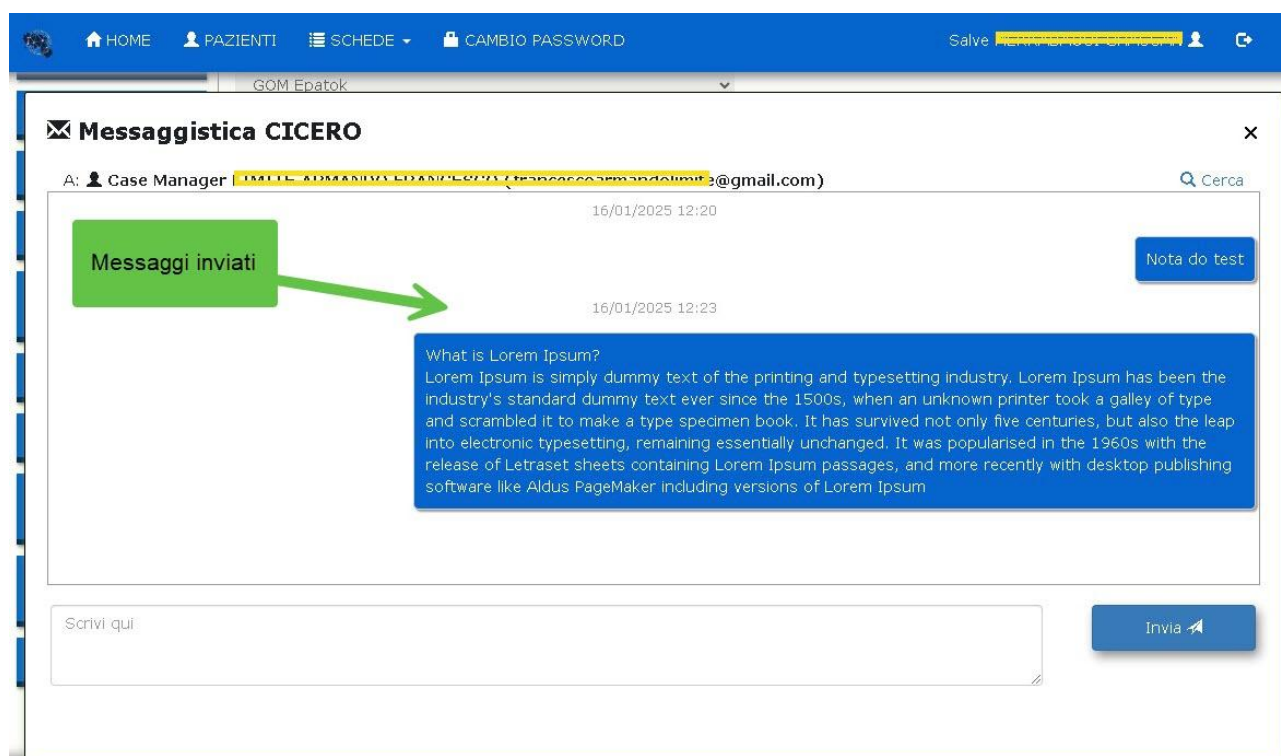 HOME PAZIENTI SCHEDE CAMBIO PASSWORD Salve
GOM Epatok
Messaggistica CICERO
A: Case Manager @gmail.com) Cerca
16/01/2025 12:20
Nota do test
Messaggi inviati
16/01/2025 12:23
What is Lorem Ipsum?
Lorem Ipsum is simply dummy text of the printing and typesetting industry. Lorem Ipsum has been the
industry's standard dummy text ever since the 1500s, when an unknown printer took a galley of type
and scrambled it to make a type specimen book. It has survived not only five centuries, but also the leap
into electronic typesetting, remaining essentially unchanged. It was popularised in the 1960s with the
release of Letraset sheets containing Lorem Ipsum passages, and more recently with desktop publishing
software like Aldus PageMaker including versions of Lorem Ipsum
Scrivi qui
Invia